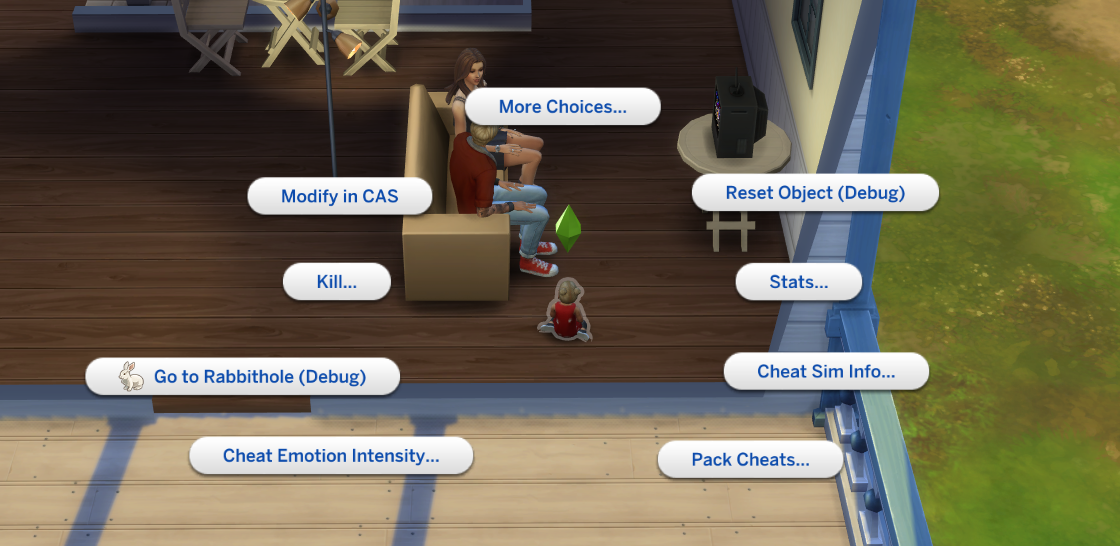 More Choices...
Modify in CAS
Reset Object (Debug)
Kill...
Stats...
Go to Rabbithole (Debug)
Cheat Sim Info...
Cheat Emotion Intensity...
Pack Cheats...